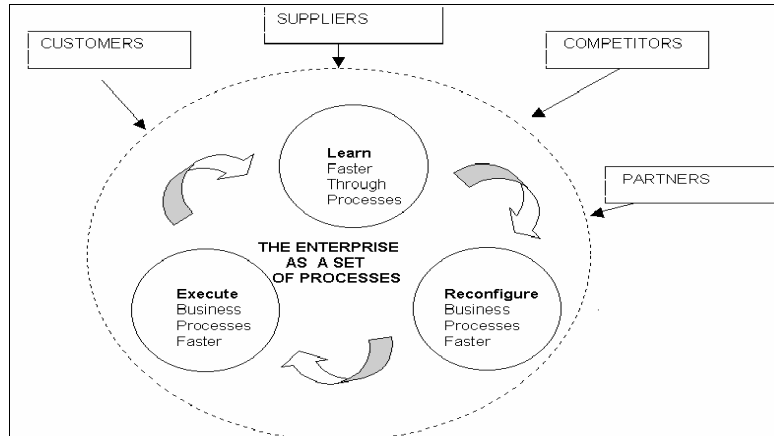 SUPPLIERS
CUSTOMERS
COMPETITORS
PARTNERS
Learn
Faster
Through
Processes
THE ENTERPRISE
AS A SET
OF PROCESSES
Execute
Business
Processes
Faster
Reconfigure
Business
Processes
Faster